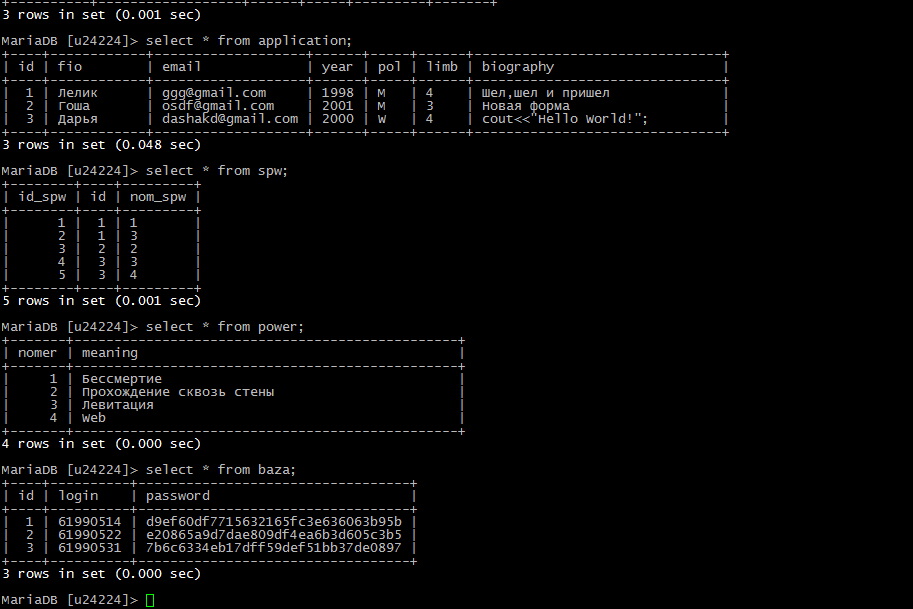 3 rows in set (0.001 sec)
MariaDB [u24224]> select * from application;
| id | fio | email | year | pol | limb | biography |
| 1 | Лелик | ggg@gmail.com | 1998 | M | 4 | Шел,шел и пришел |
| 2 | Гоша | osdf@gmail.com | 2001 | M | 3 | Новая форма |
| 3 | Дарья | dashakd@gmail.com | 2000 | W | 4 | cout<<"Hello World!"; |
3 rows in set (0.048 sec)
MariaDB [u24224]> select * from spw;
| id_spw | id | nom_spw |
| 1 | 1 | 1 |
| 2 | 1 | 3 |
| 3 | 2 | 2 |
| 4 | 3 | 3 |
| 5 | 3 | 4 |
5 rows in set (0.001 sec)
MariaDB [u24224]> select * from power;
| nomer | meaning |
| 1 | Бессмертие |
| 2 | Прохождение сквозь стены |
| 3 | Левитация |
| 4 | Web |
4 rows in set (0.000 sec)
MariaDB [u24224]> select * from baza;
| id | login | password |
| 1 | 61990514 | d9ef60df7715632165fc3e636063b95b |
| 2 | 61990522 | e20865a9d7dae809df4ea6b3d605c3b5 |
| 3 | 61990531 | 7b6c6334eb17dff59def51bb37de0897 |
3 rows in set (0.000 sec)
MariaDB [u24224]>